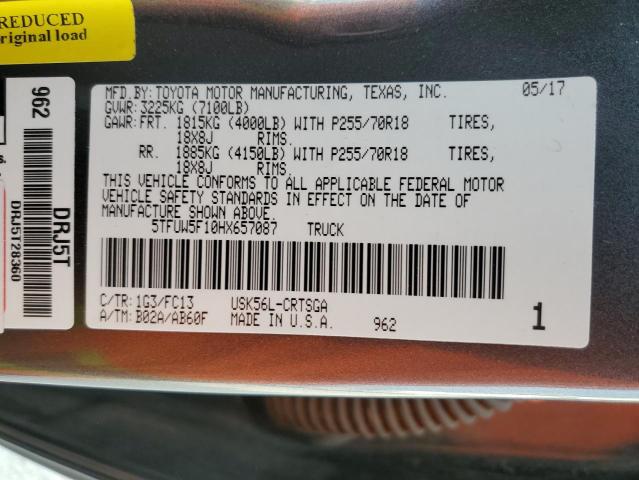 REDUCED
original load
MFD.BY:TOYOTA MOTOR MANUFACTURING, TEXAS, INC. 05/17
GVWR:3225KG (7100LB)
GAWR:FRT. 1815KG (4000LB) WITH P255/70R18 TIRES,
18X8J RIMS.
RR. 1885KG (4150LB) WITH P255/70R18 TIRES,
18X8J RIMS.
THIS VEHICLE CONFORMS TO ALL APPLICABLE FEDERAL MOTOR
VEHICLE SAFETY STANDARDS IN EFFECT ON THE DATE OF
MANUFACTURE SHOWN ABOVE.
5TFUW5F10HX657087 TRUCK
C/TR:1G3/FC13 USK56L-CRTSGA
A/TM:B02A/AB60F MADE IN U.S.A. 962 1
962
DRJ5T
DRJ5T28360
s.